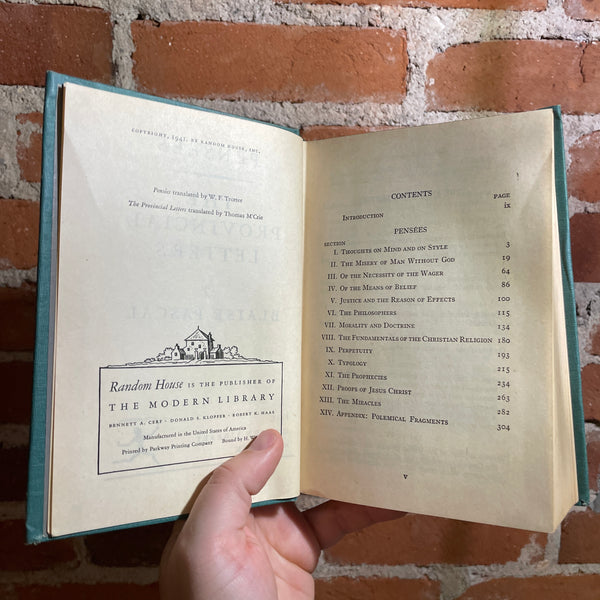 COPYRIGHT, 1941, BY RANDOM HOUSE, INC.
Pensées translated by W. F. Trotter
The Provincial Letters translated by Thomas M'Crie
PROVINCIAL
LETTERS
BLAISE PASCAL
Random House IS THE PUBLISHER OF
THE MODERN LIBRARY
BENNETT A. CERF · DONALD S. KLOPFER · ROBERT K. HAAS
Manufactured in the United States of America
Printed by Parkway Printing Company Bound by H.
CONTENTS
PAGE
INTRODUCTION ix
PENSÉES
SECTION
I. THOUGHTS ON MIND AND ON STYLE 3
II. THE MISERY OF MAN WITHOUT GOD 19
III. OF THE NECESSITY OF THE WAGER 64
IV. OF THE MEANS OF BELIEF 86
V. JUSTICE AND THE REASON OF EFFECTS 100
VI. THE PHILOSOPHERS 115
VII. MORALITY AND DOCTRINE 134
VIII. THE FUNDAMENTALS OF THE CHRISTIAN RELIGION 180
IX. PERPETUITY 193
X. TYPOLOGY 215
XI. THE PROPHECIES 234
XII. PROOFS OF JESUS CHRIST 263
XIII. THE MIRACLES 282
XIV. APPENDIX: POLEMICAL FRAGMENTS 304
v